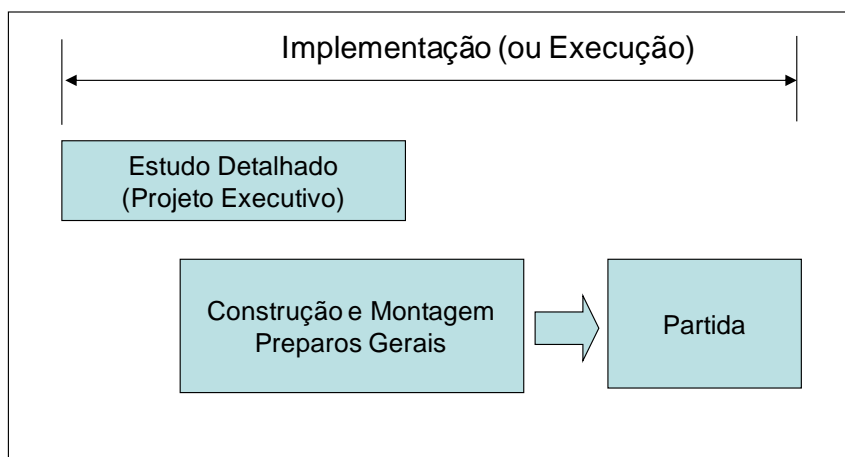 Implementação (ou Execução)
Estudo Detalhado
(Projeto Executivo)
Construção e Montagem
Preparos Gerais
Partida